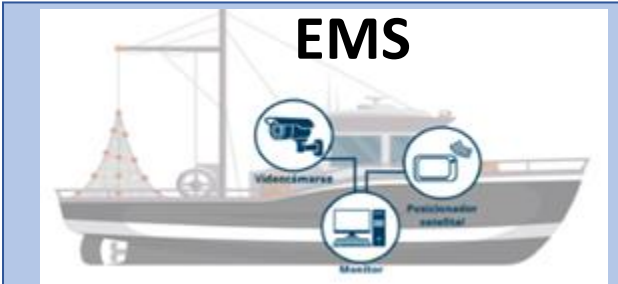 EMS
Videocámaras
Posicionador
satelital
Monitor